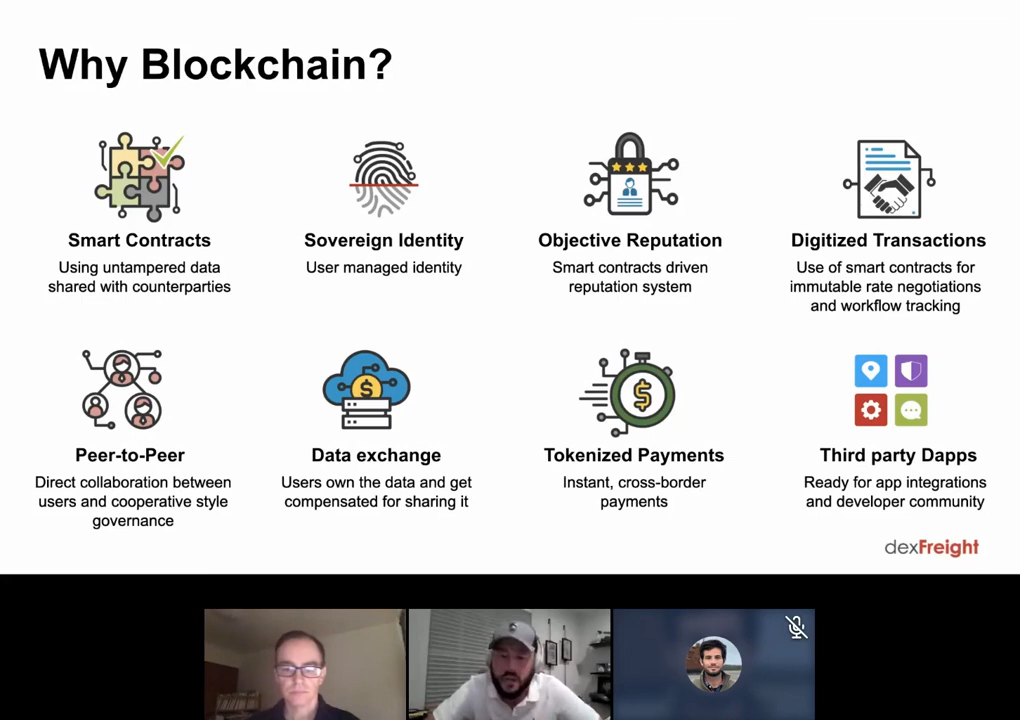 Why Blockchain?
Smart Contracts
Using untampered data
shared with counterparties
Sovereign Identity
User managed identity
Objective Reputation
Smart contracts driven
reputation system
Digitized Transactions
Use of smart contracts for
immutable rate negotiations
and workflow tracking
Peer-to-Peer
Direct collaboration between
users and cooperative style
governance
Data exchange
Users own the data and get
compensated for sharing it
Tokenized Payments
Instant, cross-border
payments
Third party Dapps
Ready for app integrations
and developer community
dexFreight